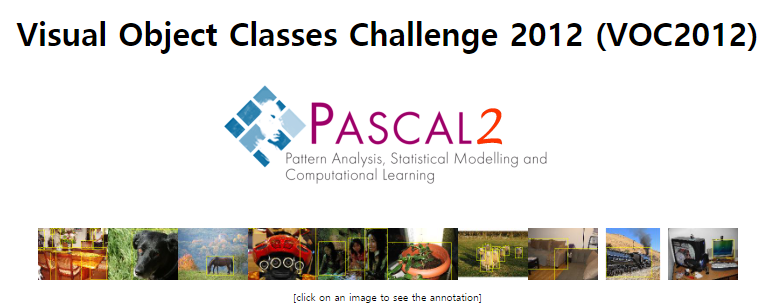 Visual Object Classes Challenge 2012 (VOC2012)
PASCAL2
Pattern Analysis, Statistical Modelling and
Computational Learning
[click on an image to see the annotation]